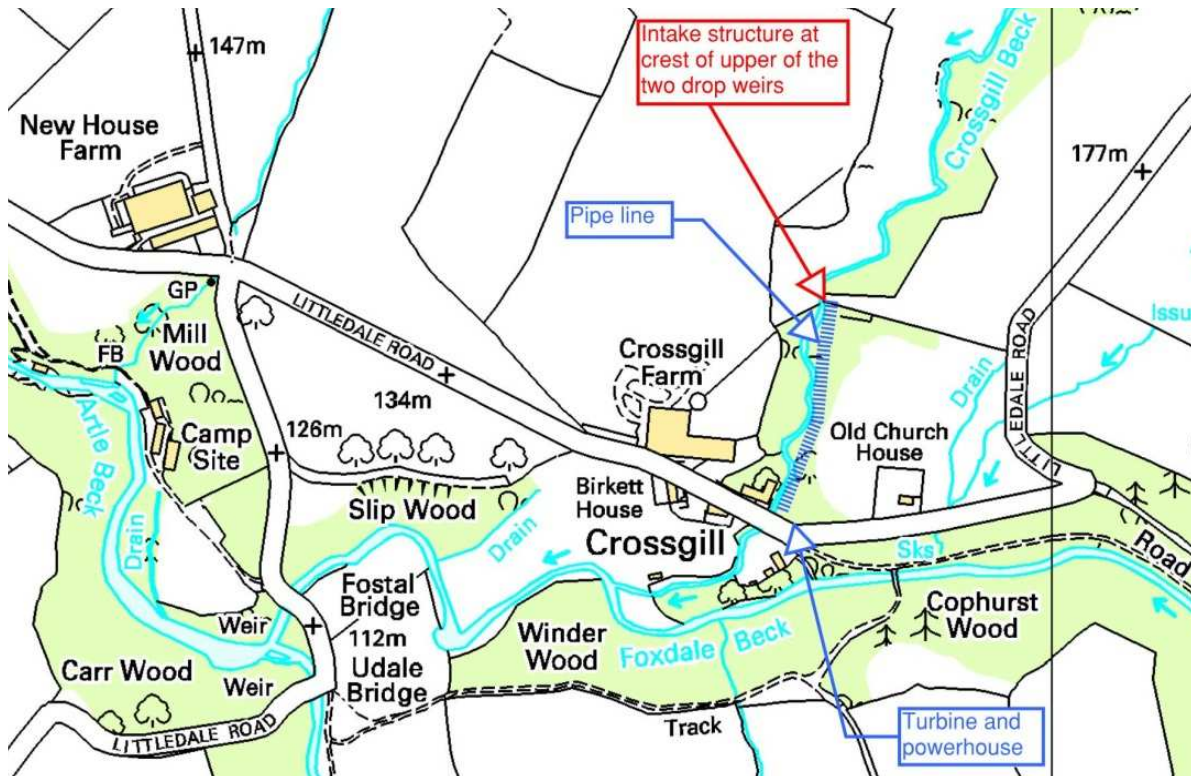 147m
New House
Farm
Intake structure at
crest of upper of the
two drop weirs
Crossgill Beck
177m
Pipe line
GP
Mill
Wood
FB
LITTLEDALE ROAD
134m
Crossgill
Farm
Issu
Drain
LITTLEDALE ROAD
Artle Beck
Camp
Site
126m
Old Church
House
Slip Wood
Birkett
House
Drain
Drain
Crossgill
Sks
Road
Fostal
Bridge
Weir
112m
Udale
Bridge
Winder
Wood
Foxdale Beck
Cophurst
Wood
Carr Wood
Weir
LITTLEDALE ROAD
Track
Turbine and
powerhouse